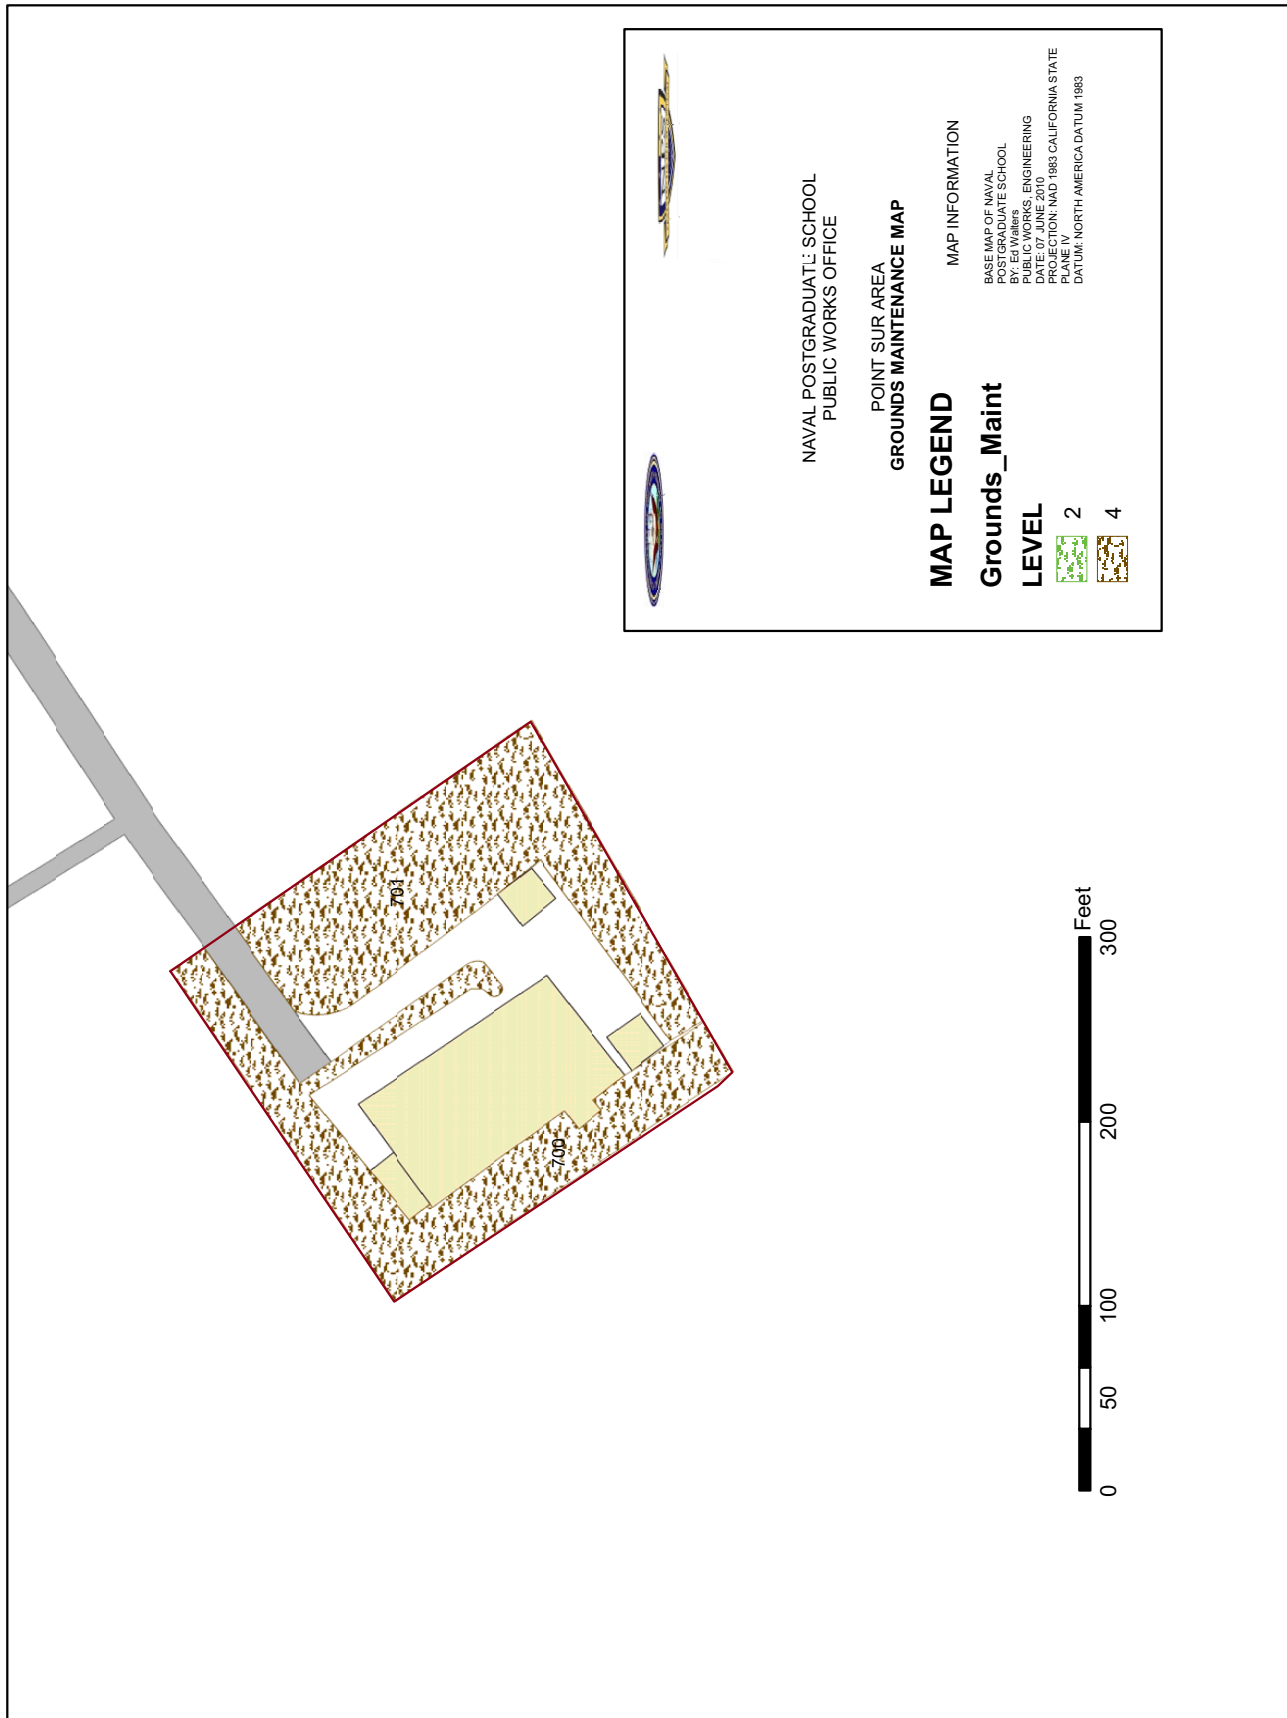 NAVAL POSTGRADUATE SCHOOL
PUBLIC WORKS OFFICE
POINT SUR AREA
GROUNDS MAINTENANCE MAP
MAP LEGEND
Grounds_Maint
LEVEL
2
4
MAP INFORMATION
BASE MAP OF NAVAL
POSTGRADUATE SCHOOL
BY: Ed Walters
PUBLIC WORKS, ENGINEERING
DATE: 07 JUNE 2010
PROJECTION: NAD 1983 CALIFORNIA STATE
PLANE IV
DATUM: NORTH AMERICA DATUM 1983
701
700
0 50 100 200 300
Feet